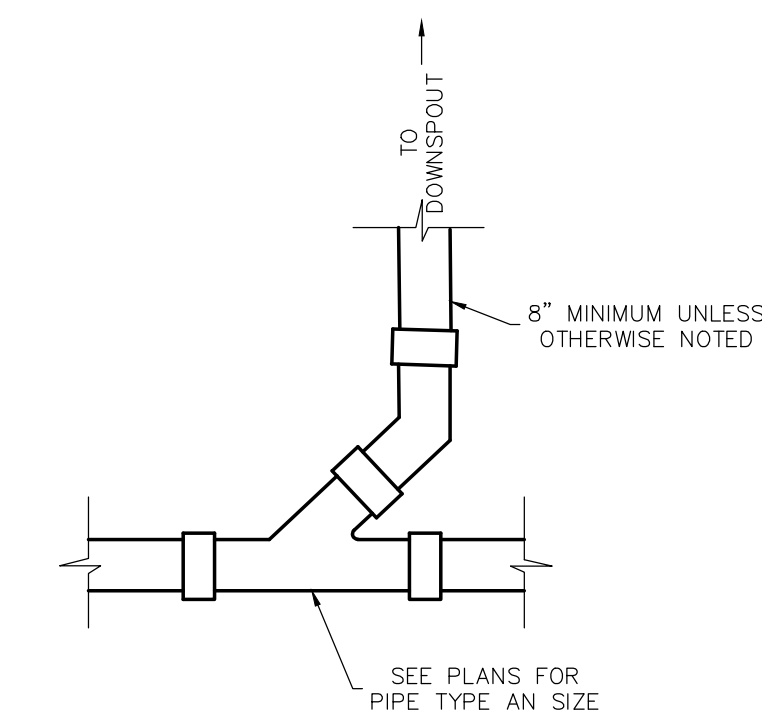 TO
DOWNSPOUT
8” MINIMUM UNLESS
OTHERWISE NOTED
SEE PLANS FOR
PIPE TYPE AN SIZE